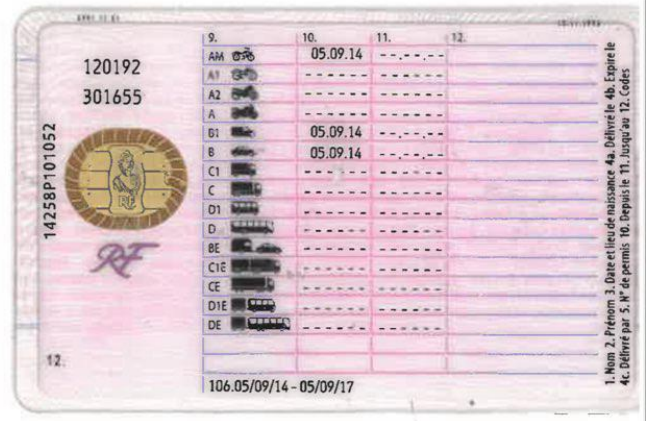 120192
301655
14258P101052
RF
12.
9. 10. 11. 12.
AM 05.09.14 --.--.--
A1 -------- --.--.--
A2 -------- --.--.--
A -------- --.--.--
B1 05.09.14 --.--.--
B 05.09.14 --.--.--
C1 -------- --.--.--
C -------- --.--.--
D1 -------- --.--.--
D -------- --.--.--
BE -------- --.--.--
C1E -------- --.--.--
CE -------- --.--.--
D1E -------- --.--.--
DE -------- --.--.--
106.05/09/14 - 05/09/17
1. Nom 2. Prénom 3. Date et lieu de naissance 4a. Délivré le 4b. Expire le
4c. Délivré par 5. N° de permis 10. Depuis le 11. Jusqu'au 12. Codes